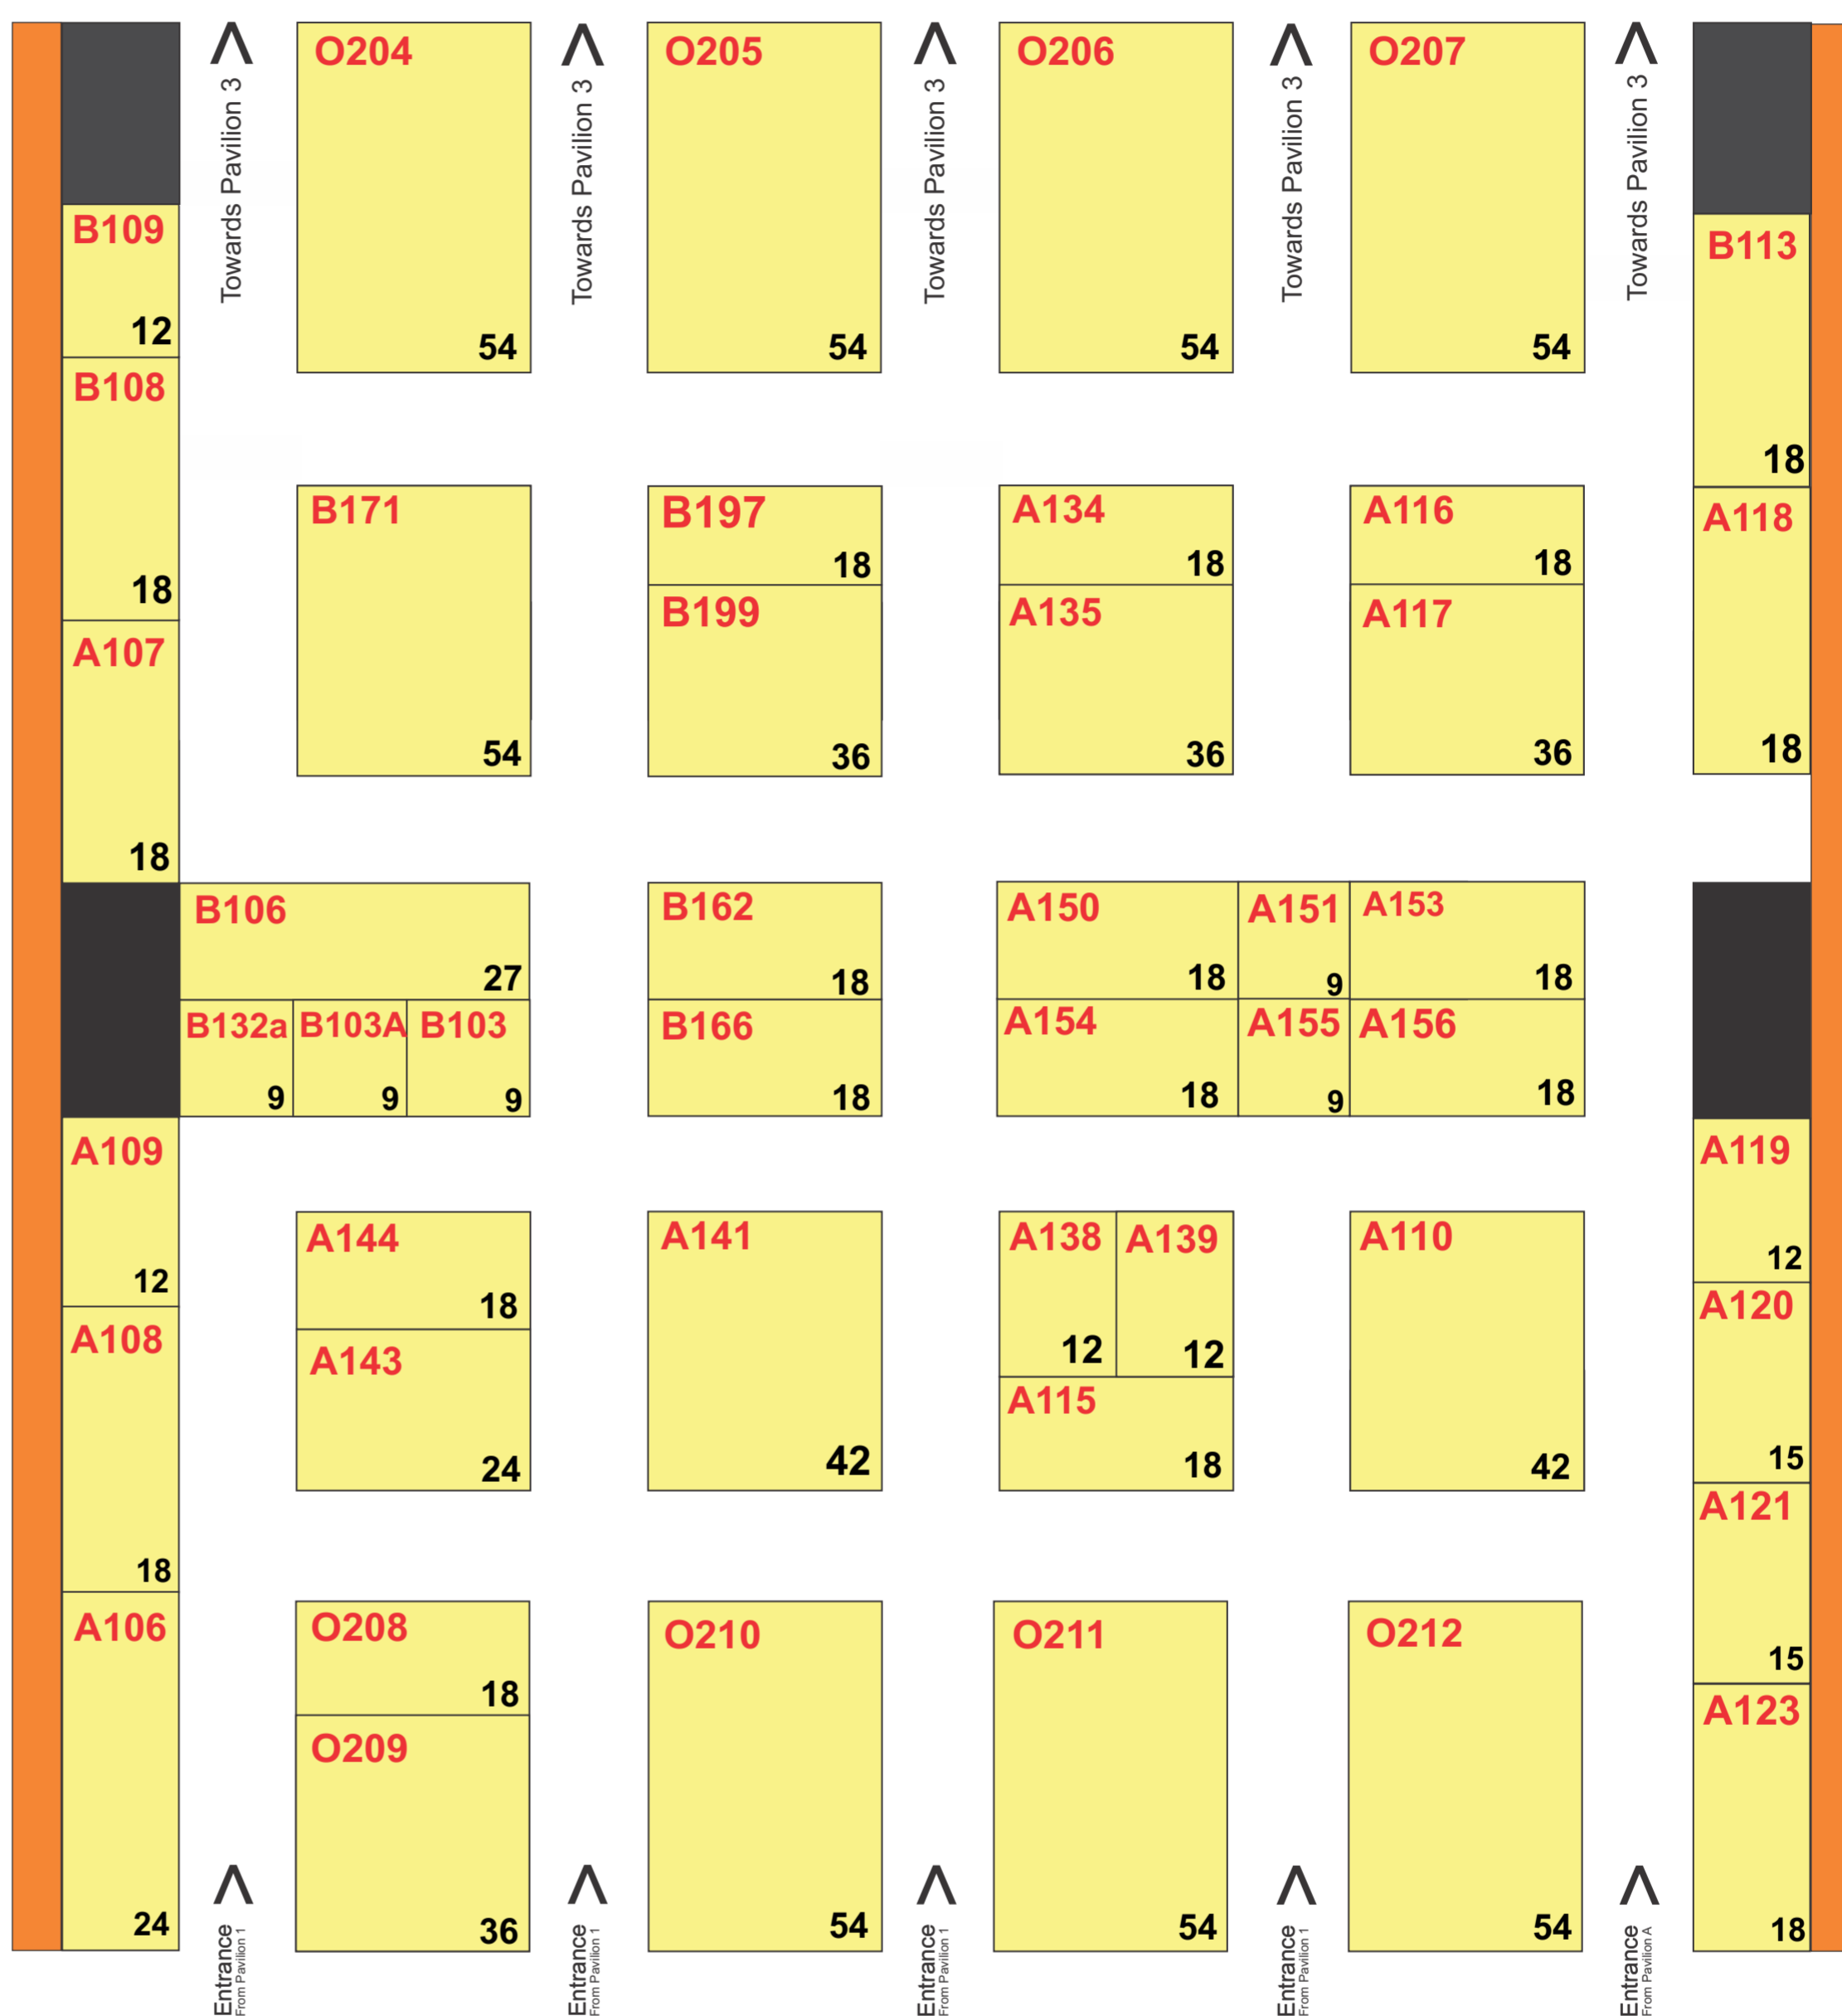 O204
54
O205
54
O206
54
O207
54
Towards Pavilion 3
Towards Pavilion 3
Towards Pavilion 3
Towards Pavilion 3
Towards Pavilion 3
B109
12
B108
18
A107
18
B113
18
A118
18
B171
54
B197
18
B199
36
A134
18
A135
36
A116
18
A117
36
B106
27
B132a
9
B103A
9
B103
9
B162
18
B166
18
A150
18
A151
9
A153
18
A154
18
A155
9
A156
18
A109
12
A108
18
A106
24
A144
18
A143
24
A141
42
A138
12
A139
12
A115
18
A110
42
A119
12
A120
15
A121
15
A123
18
O208
18
O209
36
O210
54
O211
54
O212
54
Entrance
From Pavilion 1
Entrance
From Pavilion 1
Entrance
From Pavilion 1
Entrance
From Pavilion 1
Entrance
From Pavilion A